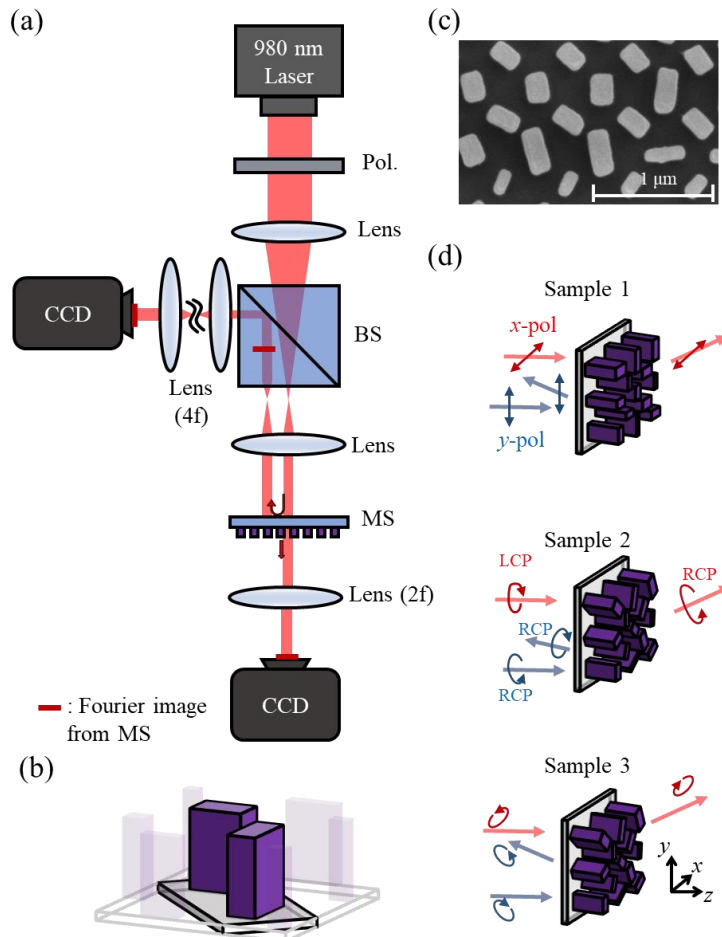 (a)
980 nm
Laser
Pol.
Lens
CCD
BS
Lens
(4f)
Lens
MS
Lens (2f)
CCD
: Fourier image
from MS
(b)
(c)
1 μm
(d)
Sample 1
x-pol
y-pol
Sample 2
LCP
RCP
RCP
RCP
Sample 3
y
x
z